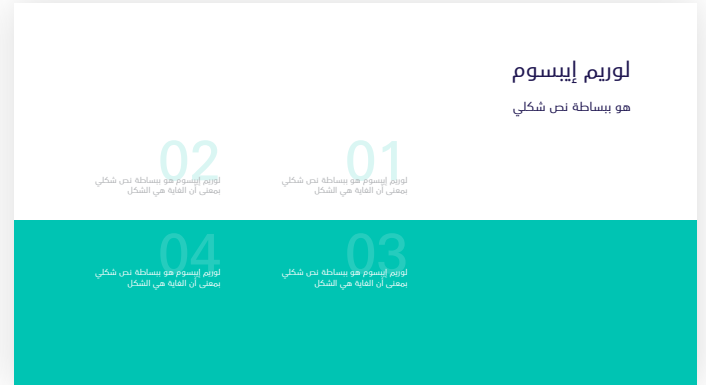 لوريم إيبسوم
هو ببساطة نص شكلي
01
لوريم إيبسوم هو ببساطة نص شكلي
بمعنى أن الغاية هي الشكل
02
لوريم إيبسوم هو ببساطة نص شكلي
بمعنى أن الغاية هي الشكل
03
لوريم إيبسوم هو ببساطة نص شكلي
بمعنى أن الغاية هي الشكل
04
لوريم إيبسوم هو ببساطة نص شكلي
بمعنى أن الغاية هي الشكل